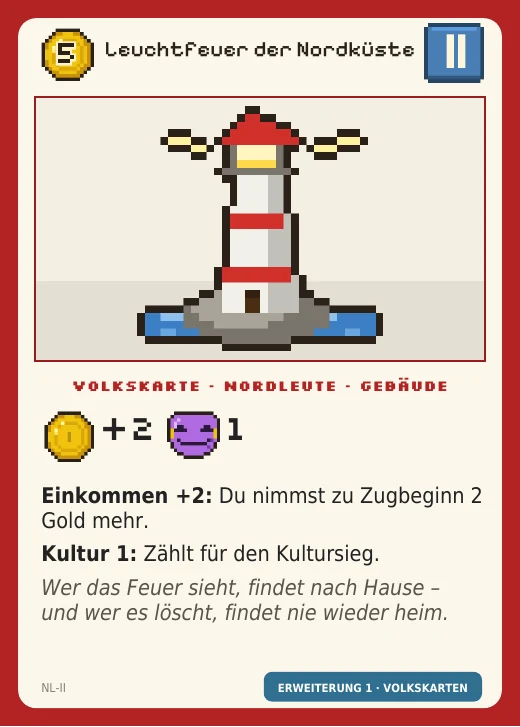 5 Leuchtfeuer der Nordküste II
VOLKSKARTE - NORDLEUTE - GEBÄUDE
+2 1
Einkommen +2: Du nimmst zu Zugbeginn 2
Gold mehr.
Kultur 1: Zählt für den Kultursieg.
Wer das Feuer sieht, findet nach Hause –
und wer es löscht, findet nie wieder heim.
NL-II
ERWEITERUNG 1 · VOLKSKARTEN